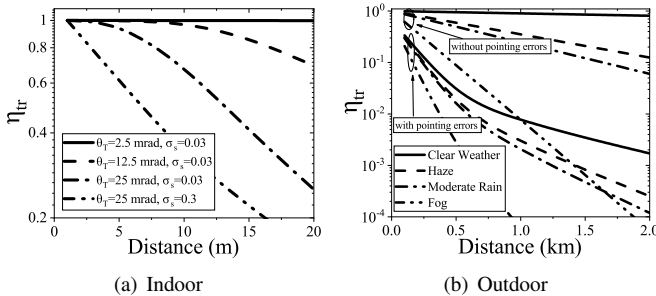 η_tr
1
0.8
0.6
0.4
0.2
θ_T=2.5 mrad, σ_s=0.03
θ_T=12.5 mrad, σ_s=0.03
θ_T=25 mrad, σ_s=0.03
θ_T=25 mrad, σ_s=0.3
0 5 10 15 20
Distance (m)
(a) Indoor
η_tr
10^0
10^-1
10^-2
10^-3
10^-4
without pointing errors
with pointing errors
Clear Weather
Haze
Moderate Rain
Fog
0.0 0.5 1.0 1.5 2.0
Distance (km)
(b) Outdoor